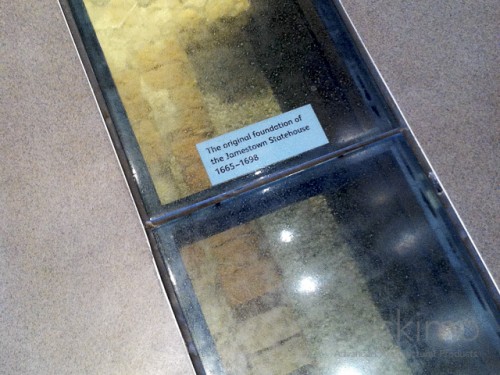 The original foundation of
the Jamestown Statehouse
1665–1698